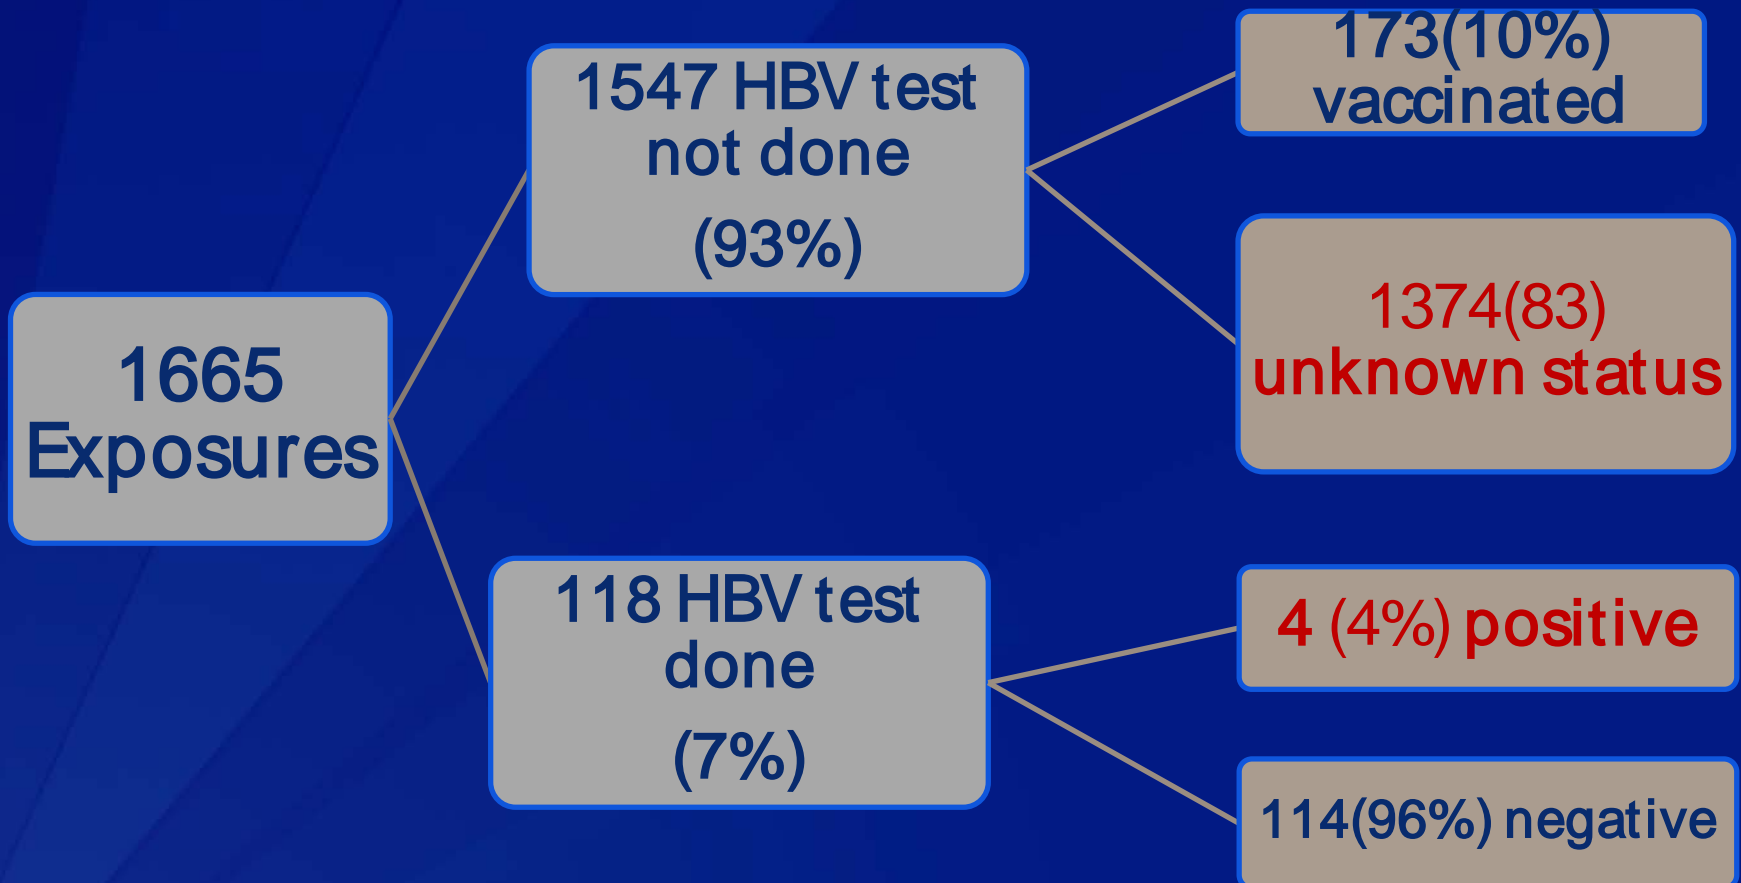 1665
Exposures
1547 HBV test
not done
(93%)
173(10%)
vaccinated
1374(83)
unknown status
118 HBV test
done
(7%)
4 (4%) positive
114(96%) negative